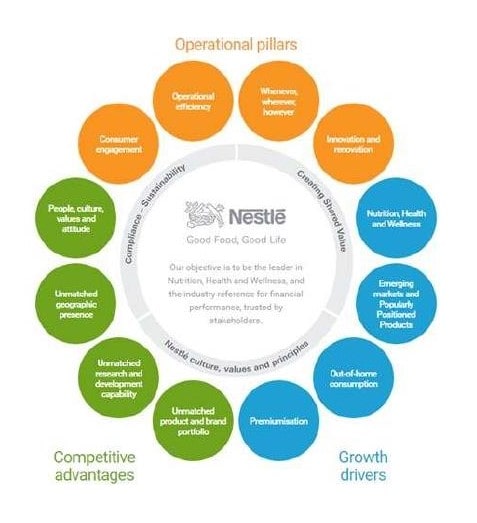 Operational pillars
Operational
efficiency
Whenever,
wherever,
however
Consumer
engagement
Innovation and
renovation
People, culture,
values and
attitude
Nutrition, Health
and Wellness
Unmatched
geographic
presence
Emerging
markets and
Popularly
Positioned
Products
Unmatched
research and
development
capability
Out-of-home
consumption
Unmatched
product and brand
portfolio
Premiumisation
Compliance – Sustainability
Creating Shared Value
Nestlé culture, values and principles
Nestlé
Good Food, Good Life
Our objective is to be the leader in
Nutrition, Health and Wellness, and
the industry reference for financial
performance, trusted by
stakeholders.
Competitive
advantages
Growth
drivers